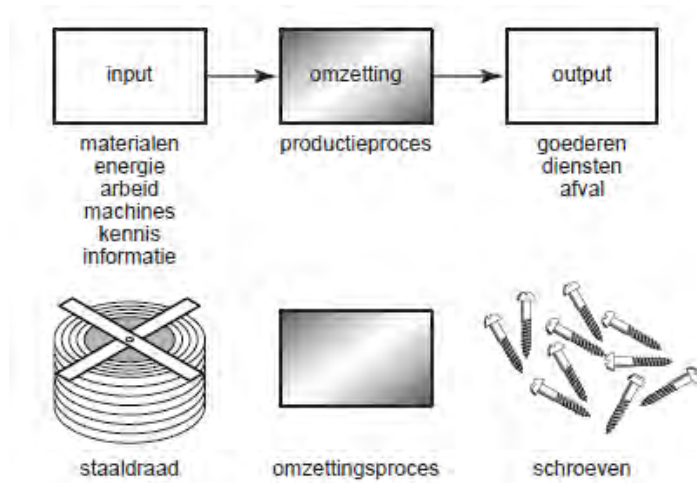 input
omzetting
output
materialen
energie
arbeid
machines
kennis
informatie
productieproces
goederen
diensten
afval
staaldraad
omzettingsproces
schroeven